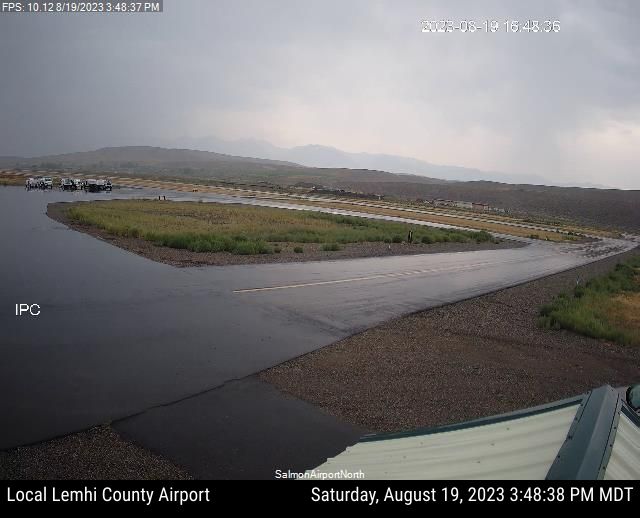 FPS: 10.12 8/19/2023 3:48:37 PM
2023-08-19 16:48:36
IPC
SalmonAirportNorth
Local Lemhi County Airport Saturday, August 19, 2023 3:48:38 PM MDT